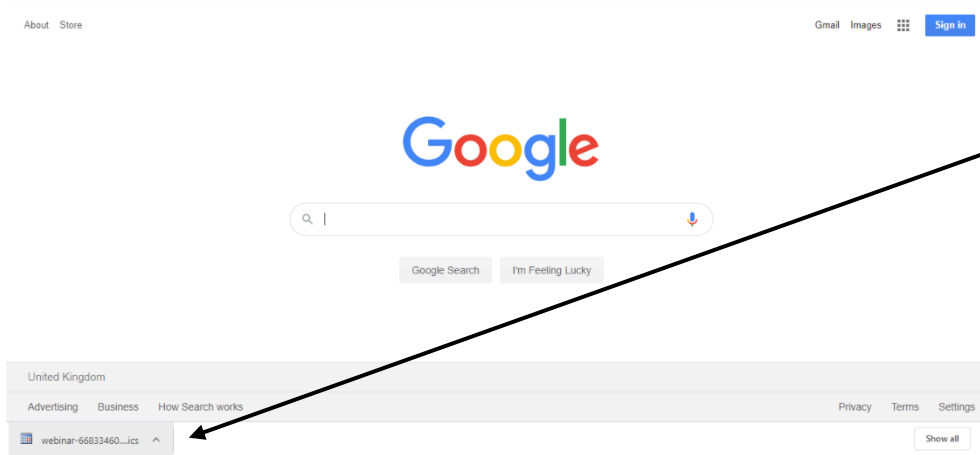 About Store Gmail Images Sign in
Google
Google Search I'm Feeling Lucky
United Kingdom
Advertising Business How Search works Privacy Terms Settings
webinar-66833460....ics Show all